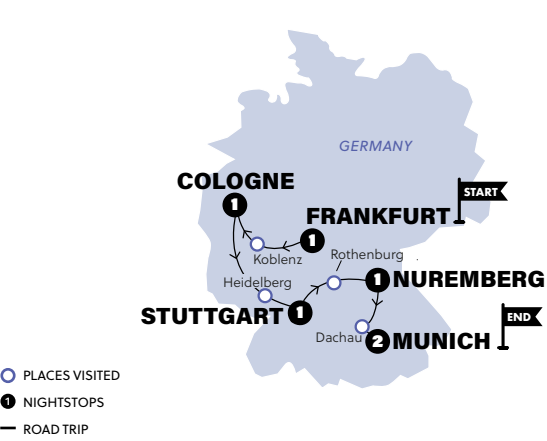 GERMANY
COLOGNE
1
START
FRANKFURT
1
Koblenz
Rothenburg
1
NUREMBERG
Heidelberg
STUTTGART
1
END
Dachau
2
MUNICH
PLACES VISITED
1
NIGHTSTOPS
ROAD TRIP